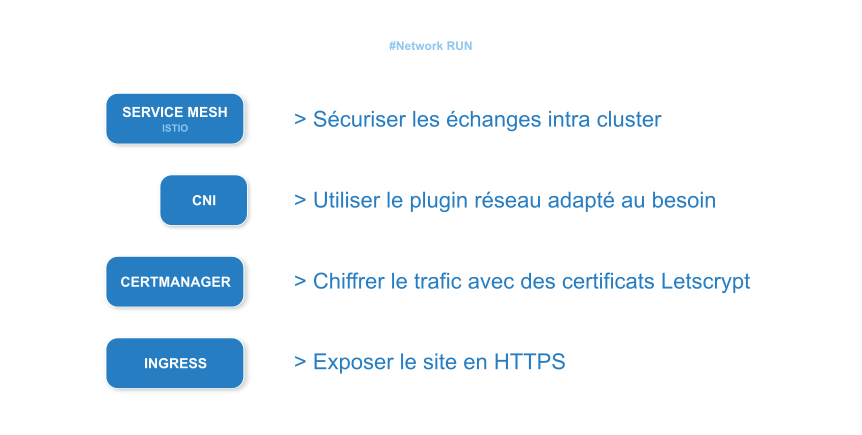 #Network RUN
SERVICE MESH
ISTIO
> Sécuriser les échanges intra cluster
CNI
> Utiliser le plugin réseau adapté au besoin
CERTMANAGER
> Chiffrer le trafic avec des certificats Letscrypt
INGRESS
> Exposer le site en HTTPS